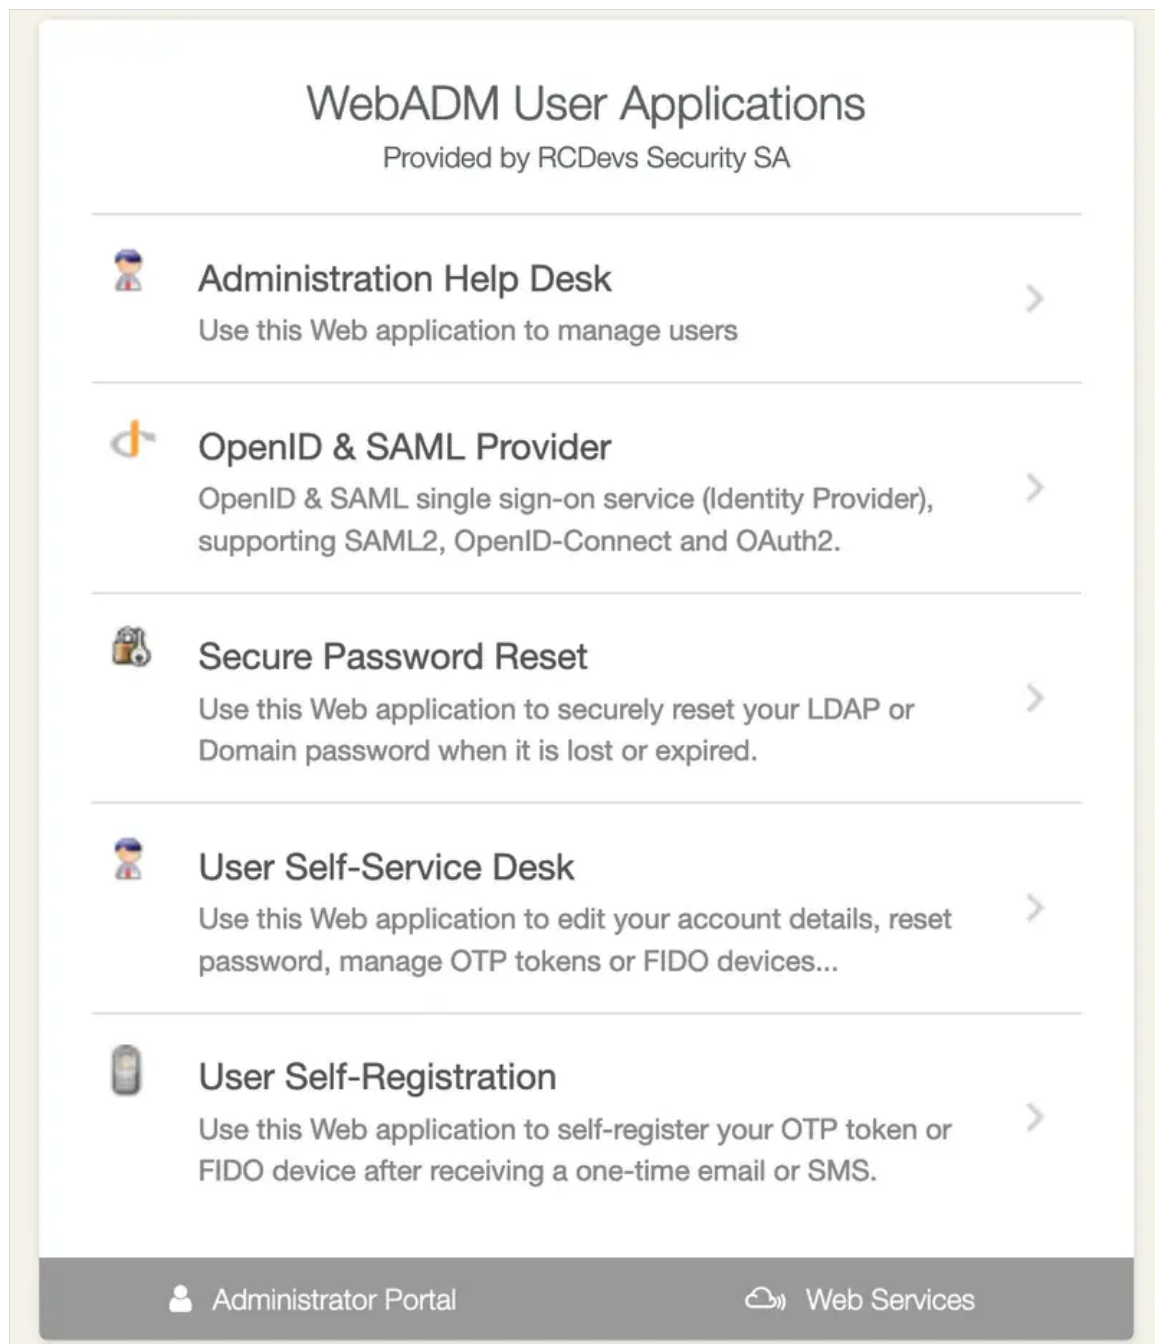 WebADM User Applications
Provided by RCDevs Security SA
Administration Help Desk
Use this Web application to manage users
OpenID & SAML Provider
OpenID & SAML single sign-on service (Identity Provider),
supporting SAML2, OpenID-Connect and OAuth2.
Secure Password Reset
Use this Web application to securely reset your LDAP or
Domain password when it is lost or expired.
User Self-Service Desk
Use this Web application to edit your account details, reset
password, manage OTP tokens or FIDO devices...
User Self-Registration
Use this Web application to self-register your OTP token or
FIDO device after receiving a one-time email or SMS.
Administrator Portal
Web Services